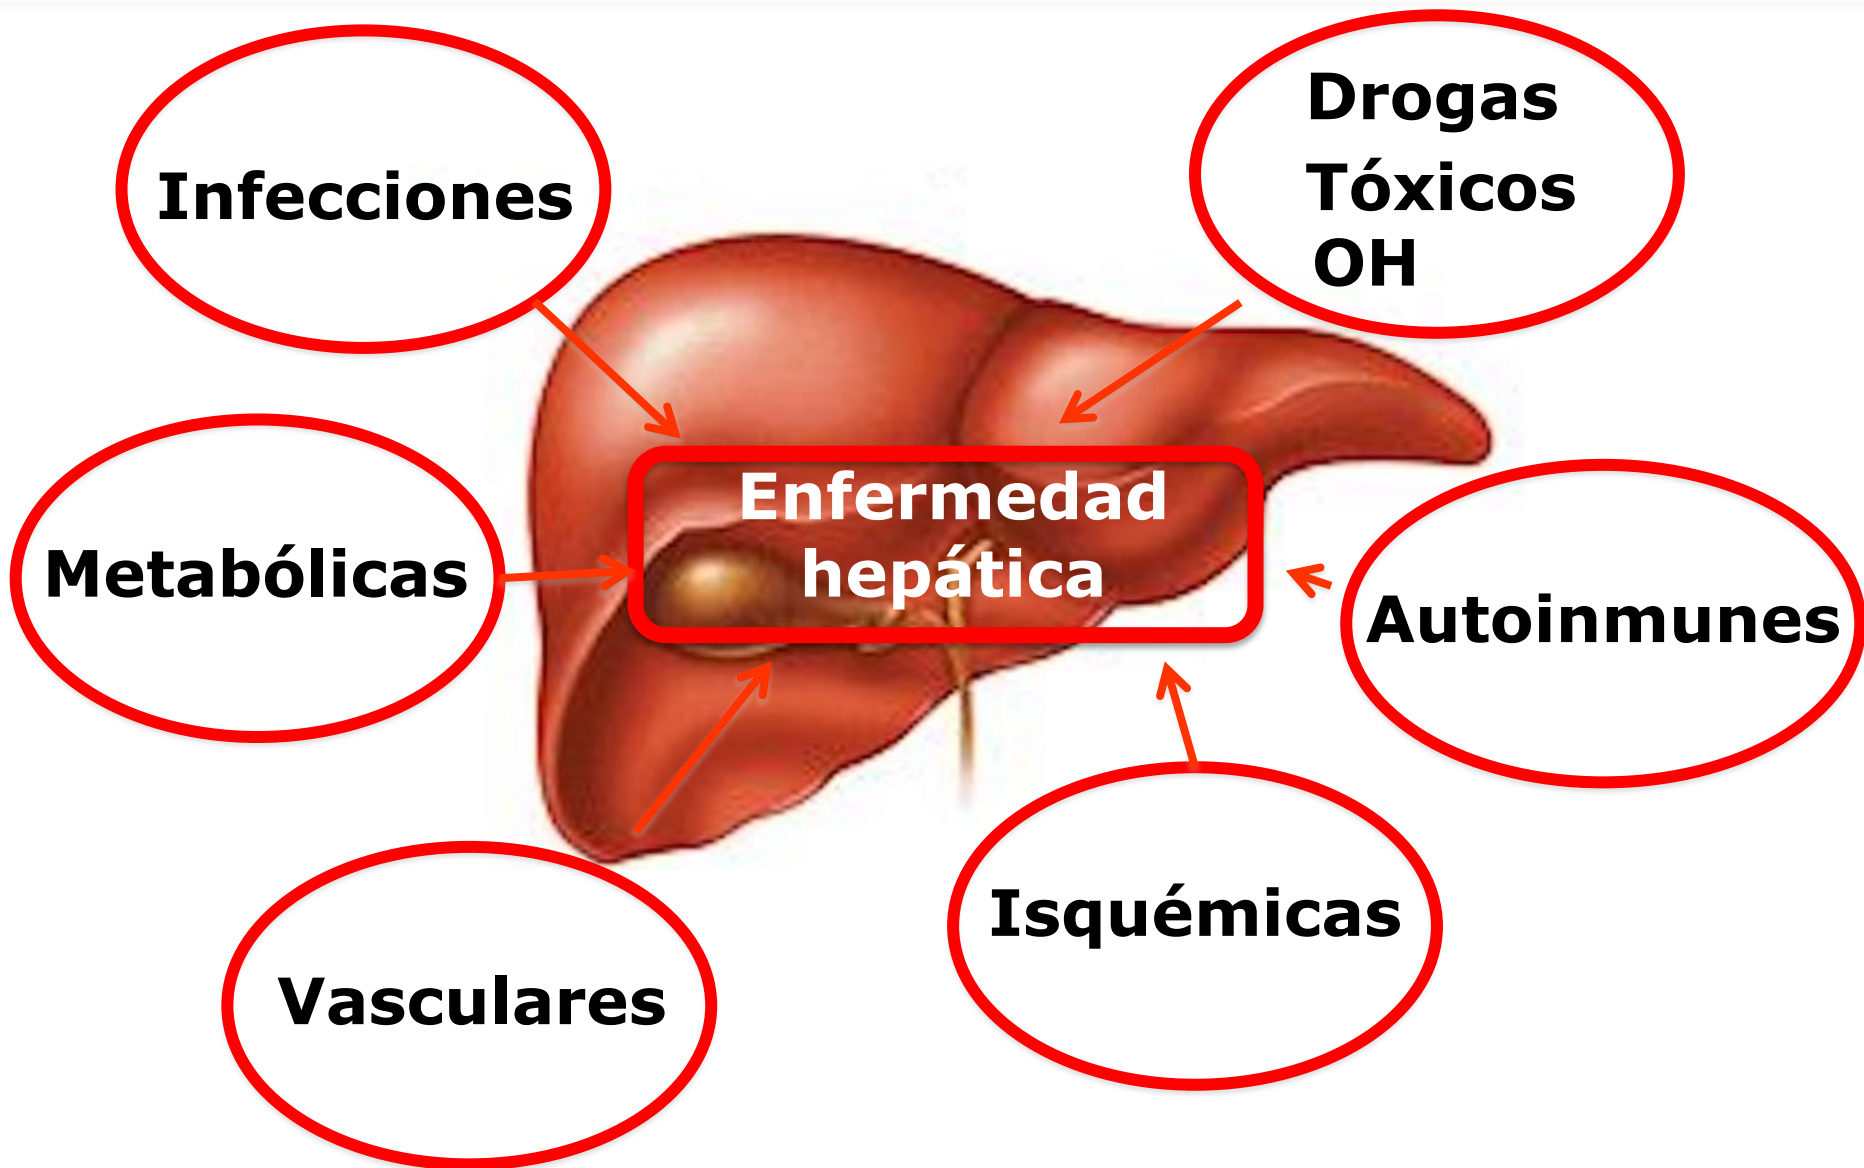 Infecciones
Drogas
Tóxicos
OH
Enfermedad
hepática
Metabólicas
Autoinmunes
Isquémicas
Vasculares